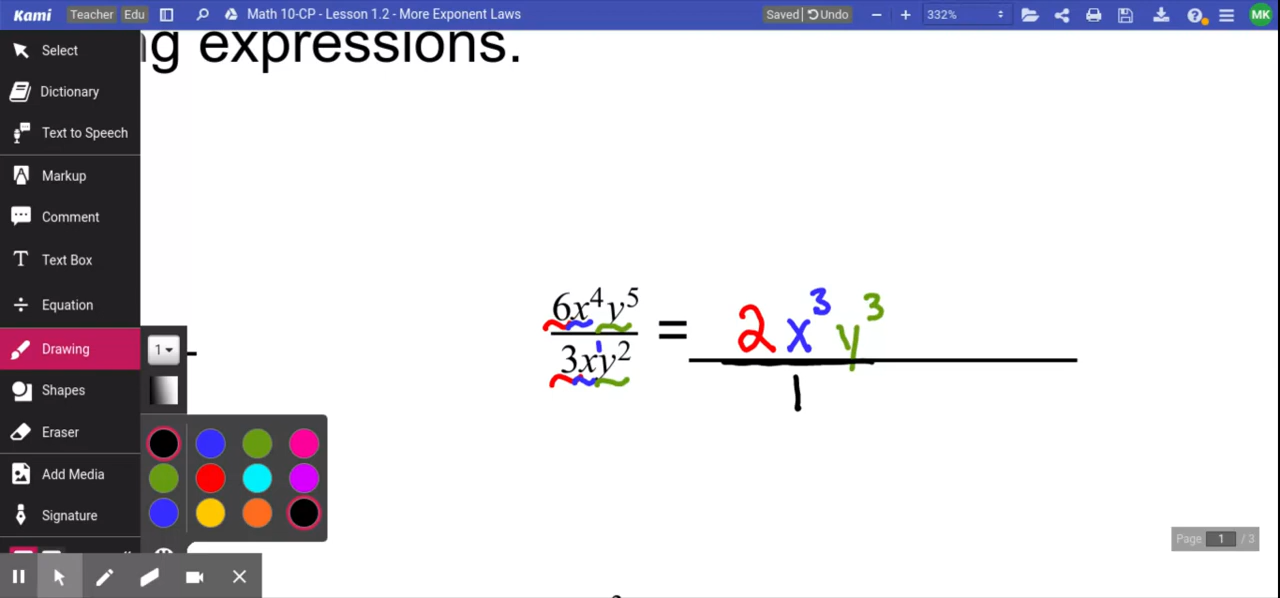 Kami Teacher Edu Math 10-CP - Lesson 1.2 - More Exponent Laws Saved Undo − + 332% MK
Select
ng expressions.
Dictionary
Text to Speech
Markup
Comment
T Text Box
Equation
6x⁴y⁵ = 2x³y³
Drawing
1
3x¹y² 1
Shapes
Eraser
Add Media
Signature
Page 1 / 3